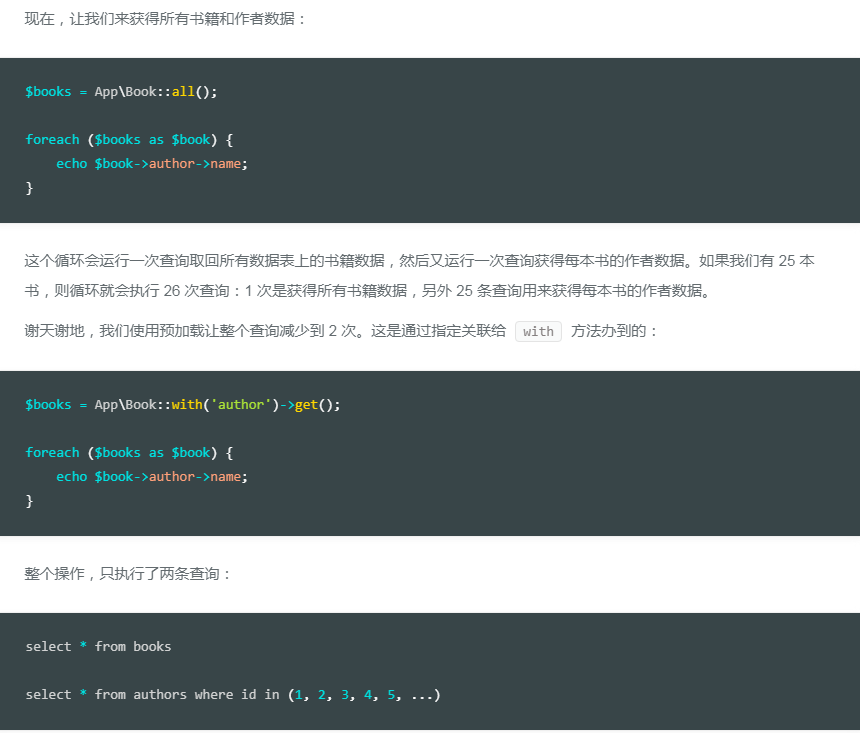 现在，让我们来获得所有书籍和作者数据：
$books = App\Book::all();
foreach ($books as $book) {
    echo $book->author->name;
}
这个循环会运行一次查询取回所有数据表上的书籍数据，然后又运行一次查询获得每本书的作者数据。如果我们有 25 本
书，则循环就会执行 26 次查询：1 次是获得所有书籍数据，另外 25 条查询用来获得每本书的作者数据。
谢天谢地，我们使用预加载让整个查询减少到 2 次。这是通过指定关联给 with 方法办到的：
$books = App\Book::with('author')->get();
foreach ($books as $book) {
    echo $book->author->name;
}
整个操作，只执行了两条查询：
select * from books
select * from authors where id in (1, 2, 3, 4, 5, ...)